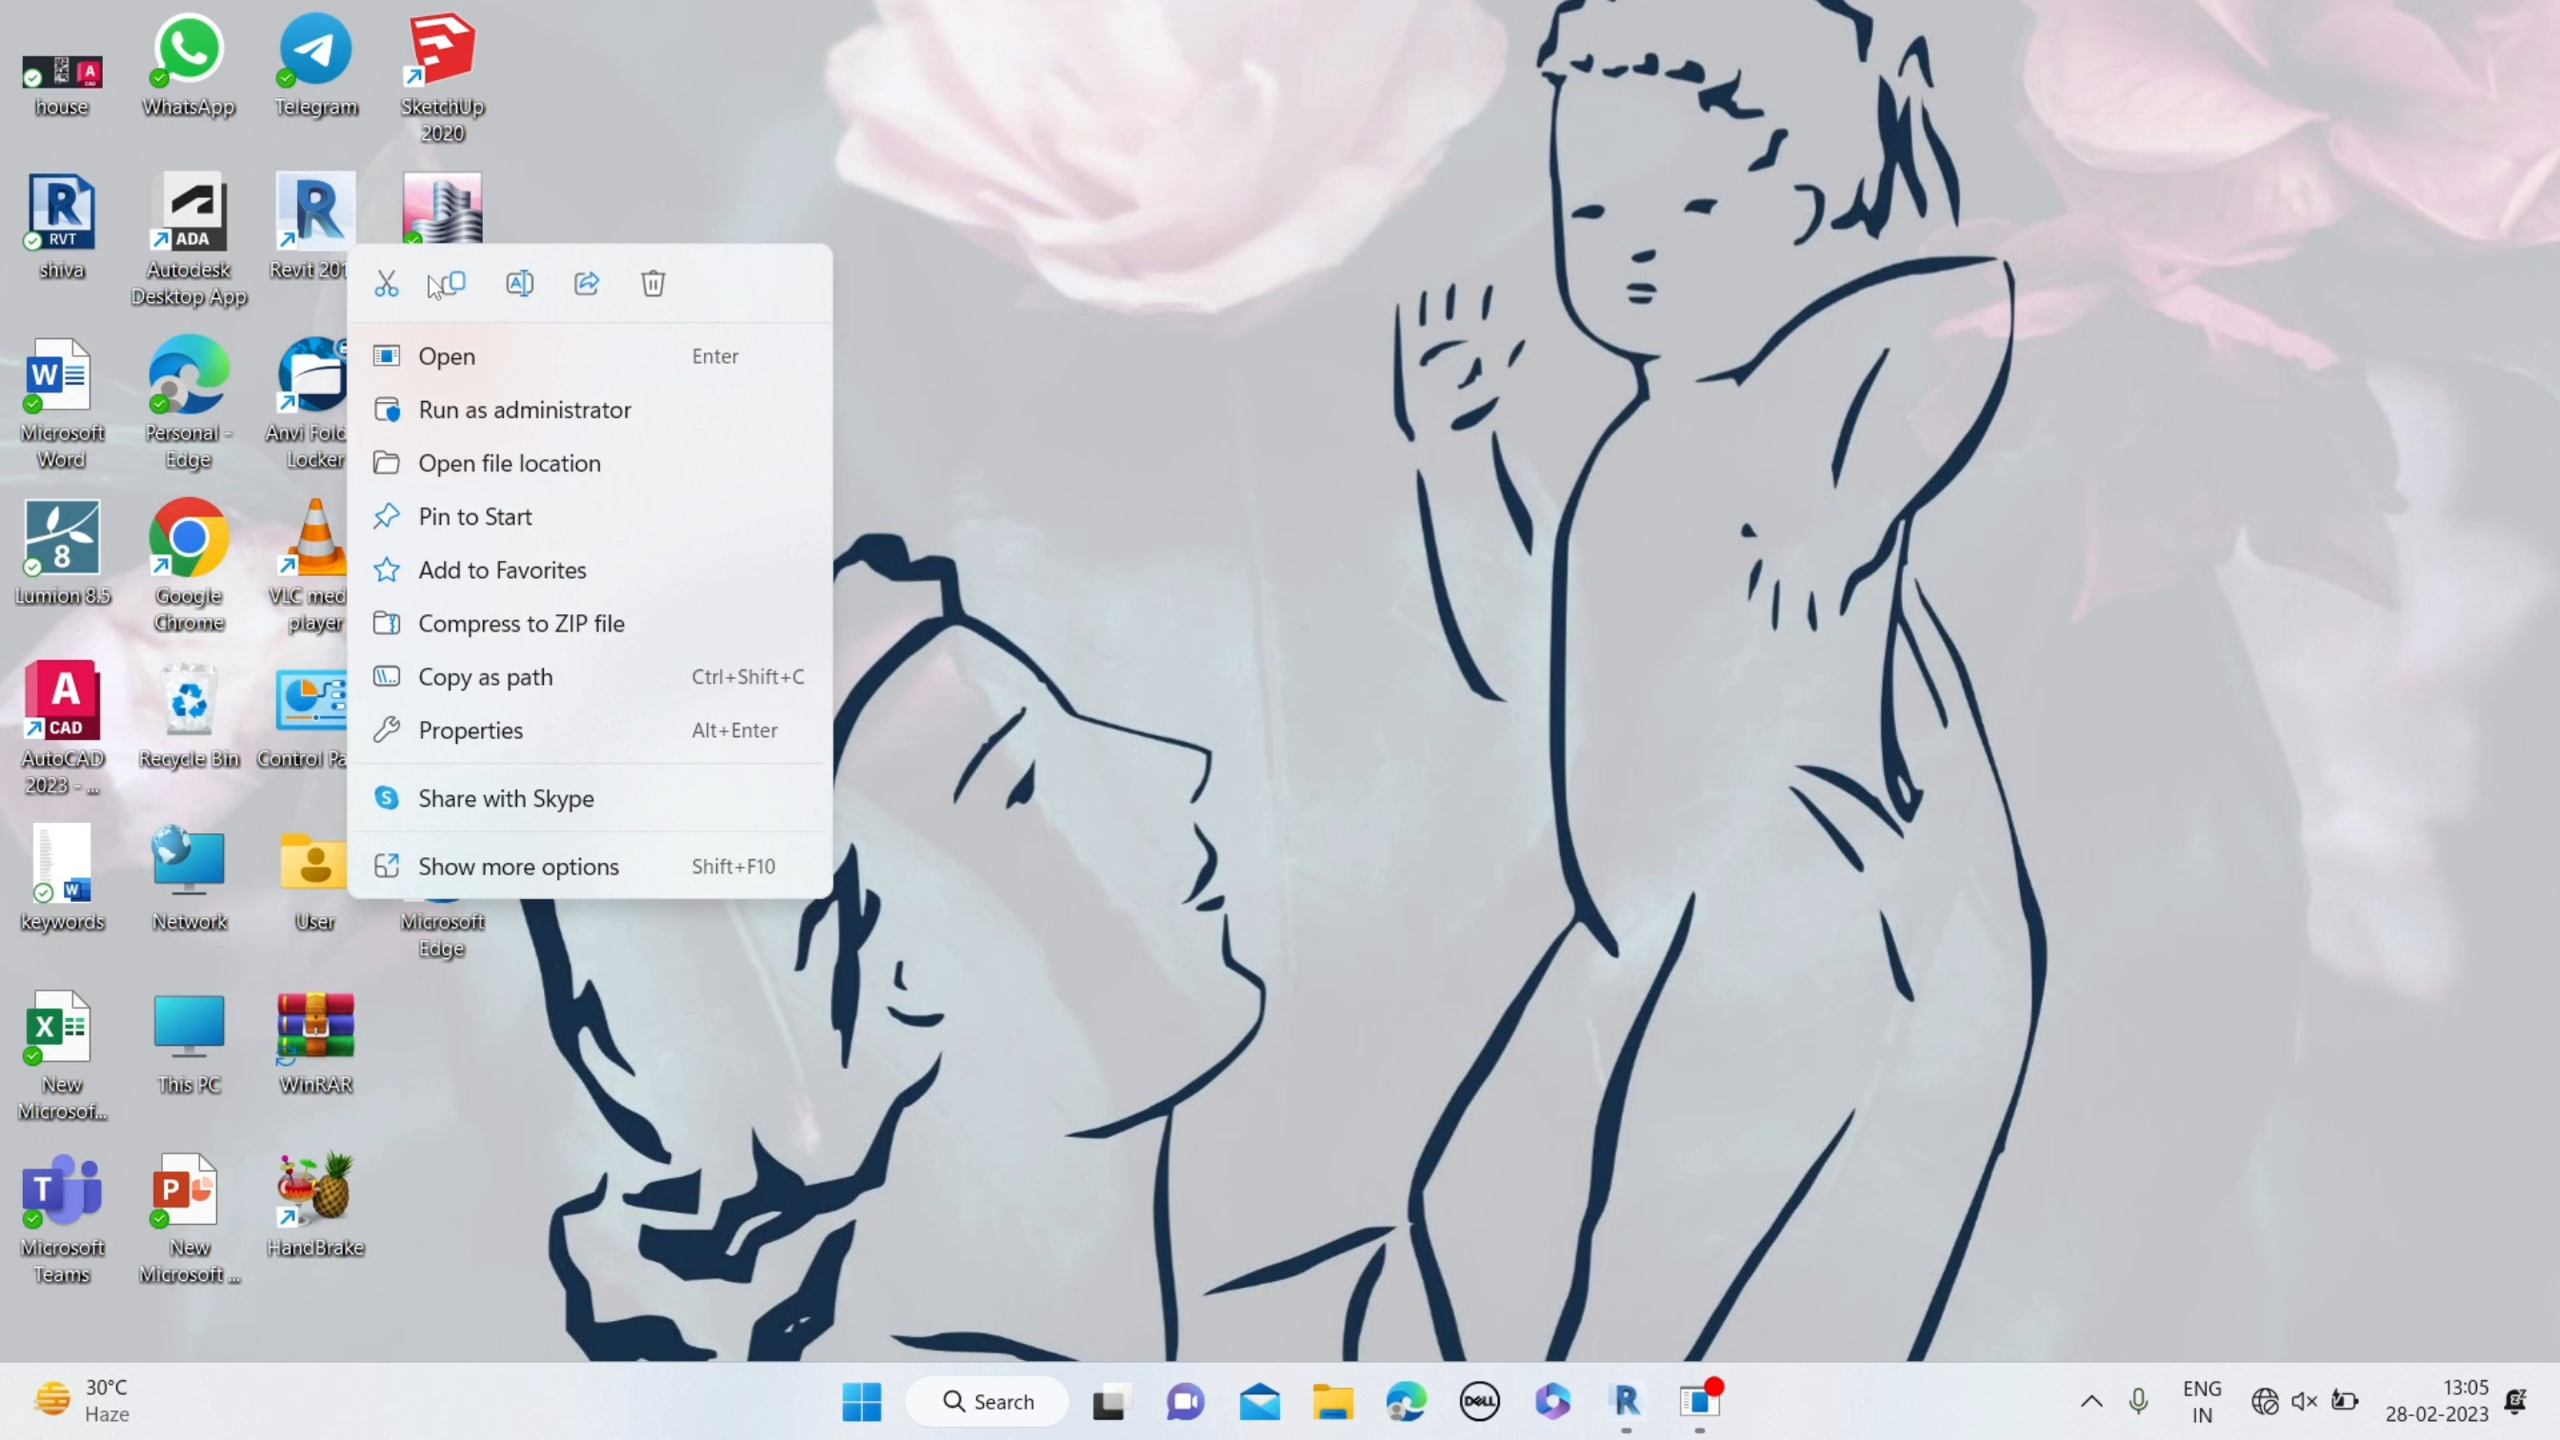 house
WhatsApp
Telegram
SketchUp
2020
A
CAD
R
RVT
shiva
ADA
Autodesk
Desktop App
R
Revit 201
W
Microsoft
Word
Personal -
Edge
Anvi Fold
Locker
8
Lumion 8.5
Google
Chrome
VLC med
player
A
CAD
AutoCAD
2023 - ...
Recycle Bin
Control Pa
W
keywords
Network
User
Microsoft
Edge
X
New
Microsof...
This PC
WinRAR
T
Microsoft
Teams
P
New
Microsoft ...
HandBrake
A
Open Enter
Run as administrator
Open file location
Pin to Start
Add to Favorites
Compress to ZIP file
Copy as path Ctrl+Shift+C
Properties Alt+Enter
S Share with Skype
Show more options Shift+F10
30°C
Haze
Search
DELL
R
ENG
IN
13:05
28-02-2023